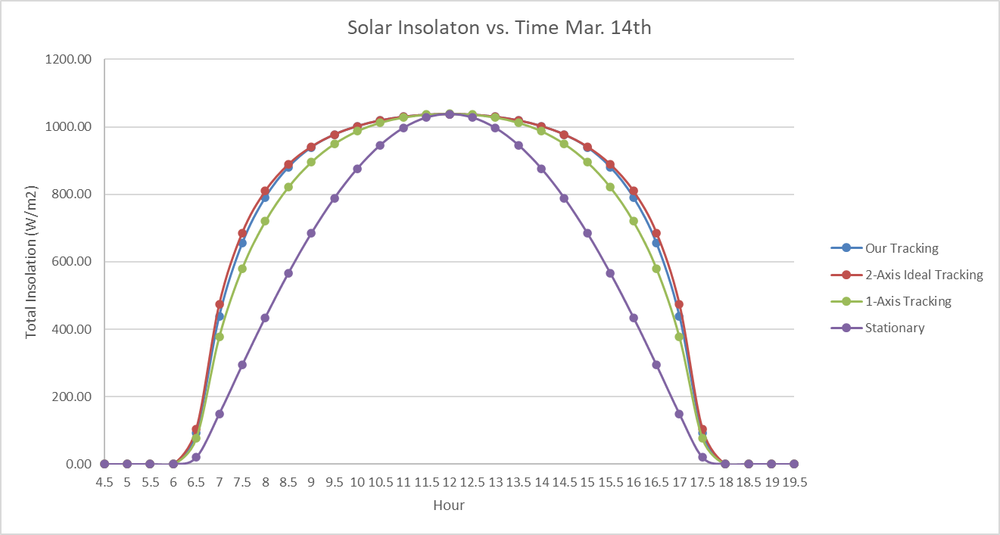 Solar Insolaton vs. Time Mar. 14th
1200.00
1000.00
800.00
600.00
400.00
200.00
0.00
Total Insolation (W/m2)
4.5 5 5.5 6 6.5 7 7.5 8 8.5 9 9.5 10 10.5 11 11.5 12 12.5 13 13.5 14 14.5 15 15.5 16 16.5 17 17.5 18 18.5 19 19.5
Hour
Our Tracking
2-Axis Ideal Tracking
1-Axis Tracking
Stationary